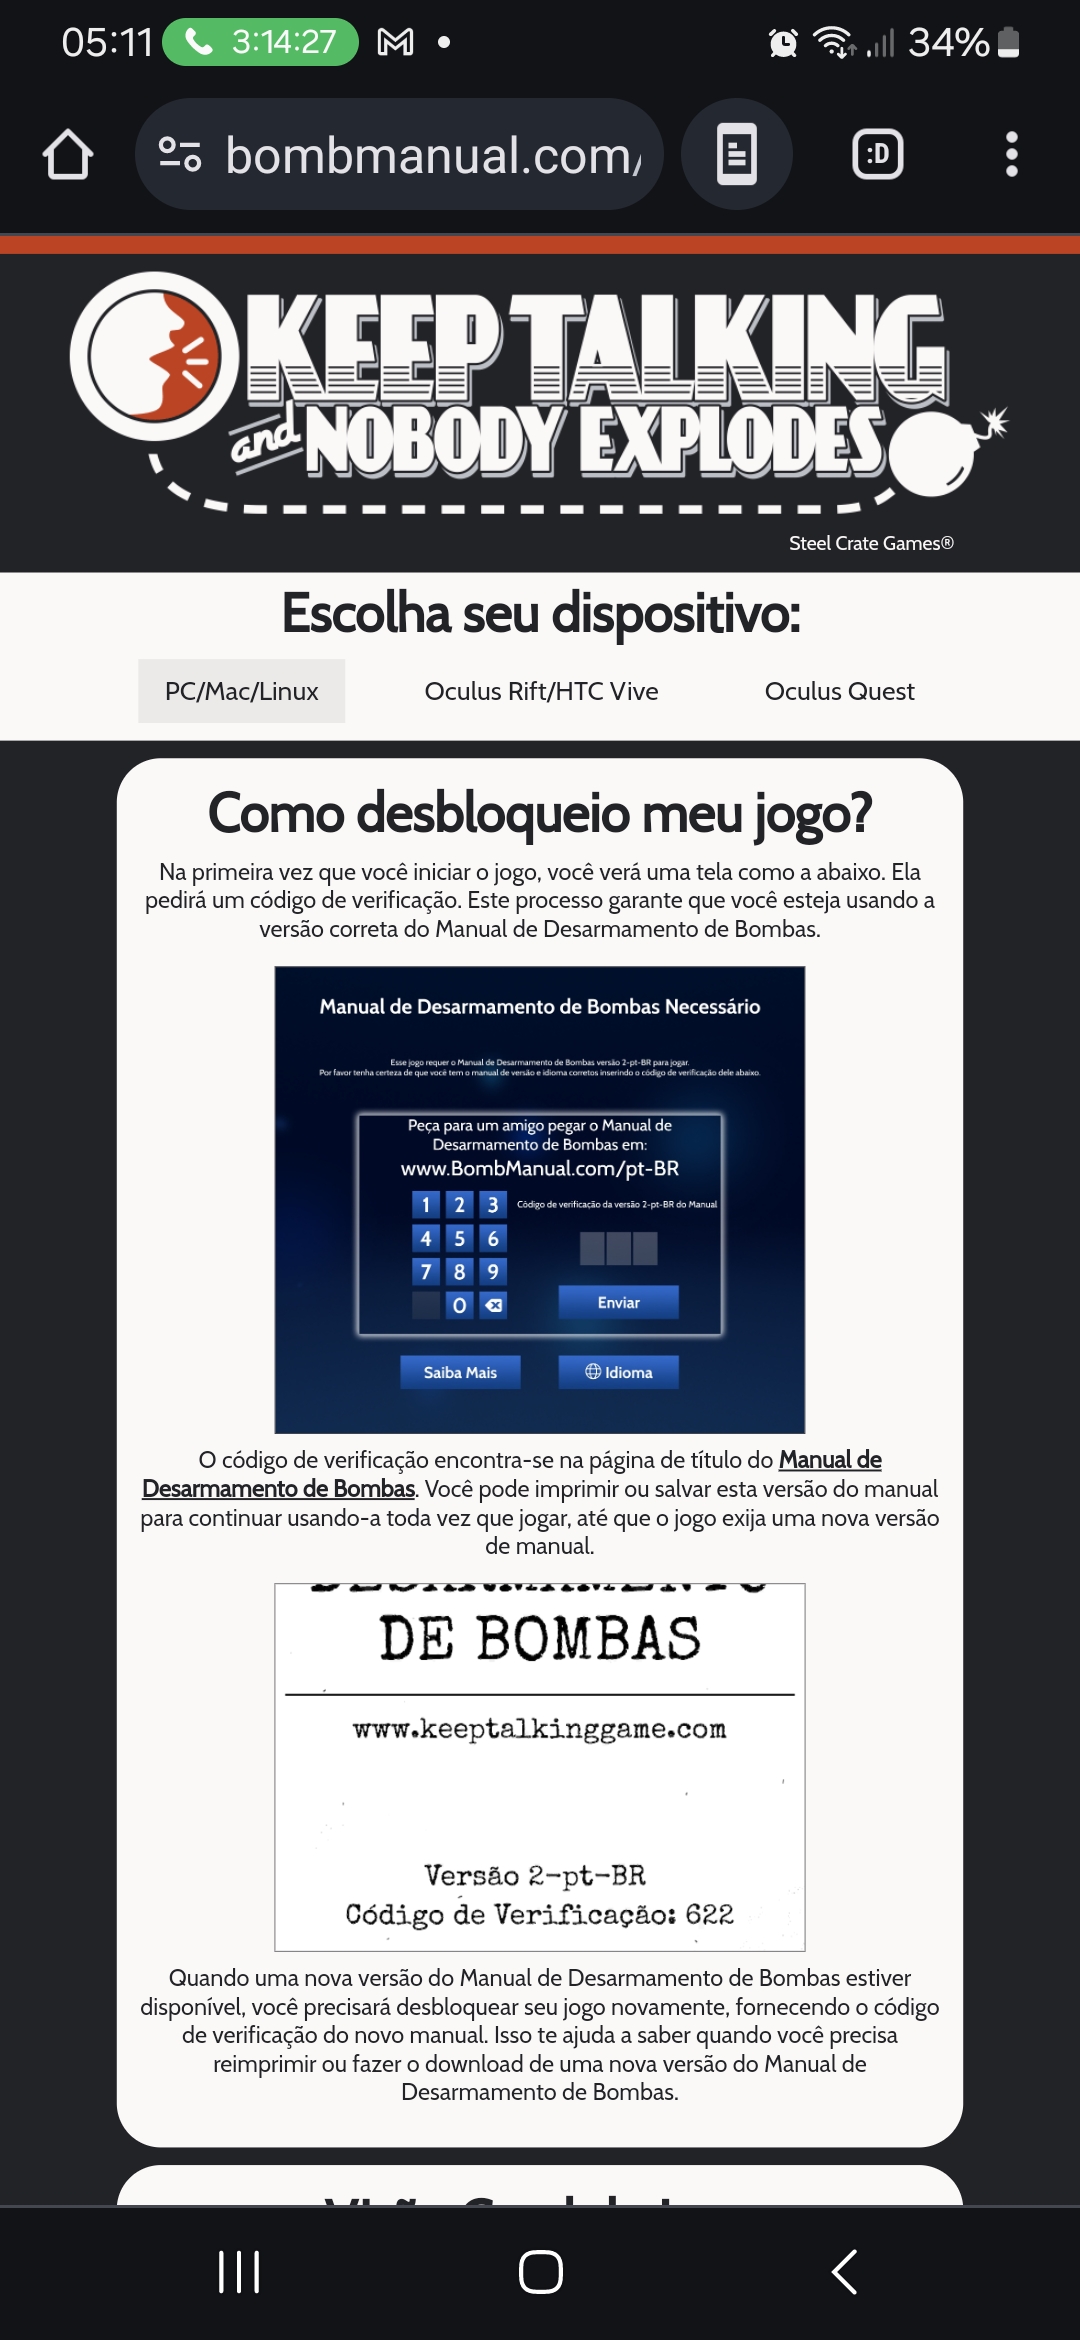 05:11 3:14:27 34%
bombmanual.com/
:D
KEEP TALKING
and NOBODY EXPLODES
Steel Crate Games®
Escolha seu dispositivo:
PC/Mac/Linux Oculus Rift/HTC Vive Oculus Quest
Como desbloqueio meu jogo?
Na primeira vez que você iniciar o jogo, você verá uma tela como a abaixo. Ela
pedirá um código de verificação. Este processo garante que você esteja usando a
versão correta do Manual de Desarmamento de Bombas.
Manual de Desarmamento de Bombas Necessário
Esse jogo requer o Manual de Desarmamento de Bombas versão 2-pt-BR para jogar.
Por favor tenha certeza de que você tem o manual de versão e idioma corretos inserindo o código de verificação dele abaixo.
Peça para um amigo pegar o Manual de
Desarmamento de Bombas em:
www.BombManual.com/pt-BR
1 2 3 Código de verificação da versão 2-pt-BR do Manual
4 5 6
7 8 9
0 Enviar
Saiba Mais Idioma
O código de verificação encontra-se na página de título do Manual de
Desarmamento de Bombas. Você pode imprimir ou salvar esta versão do manual
para continuar usando-a toda vez que jogar, até que o jogo exija uma nova versão
de manual.
DESARMAMENTO
DE BOMBAS
www.keeptalkinggame.com
Versão 2-pt-BR
Código de Verificação: 622
Quando uma nova versão do Manual de Desarmamento de Bombas estiver
disponível, você precisará desbloquear seu jogo novamente, fornecendo o código
de verificação do novo manual. Isso te ajuda a saber quando você precisa
reimprimir ou fazer o download de uma nova versão do Manual de
Desarmamento de Bombas.